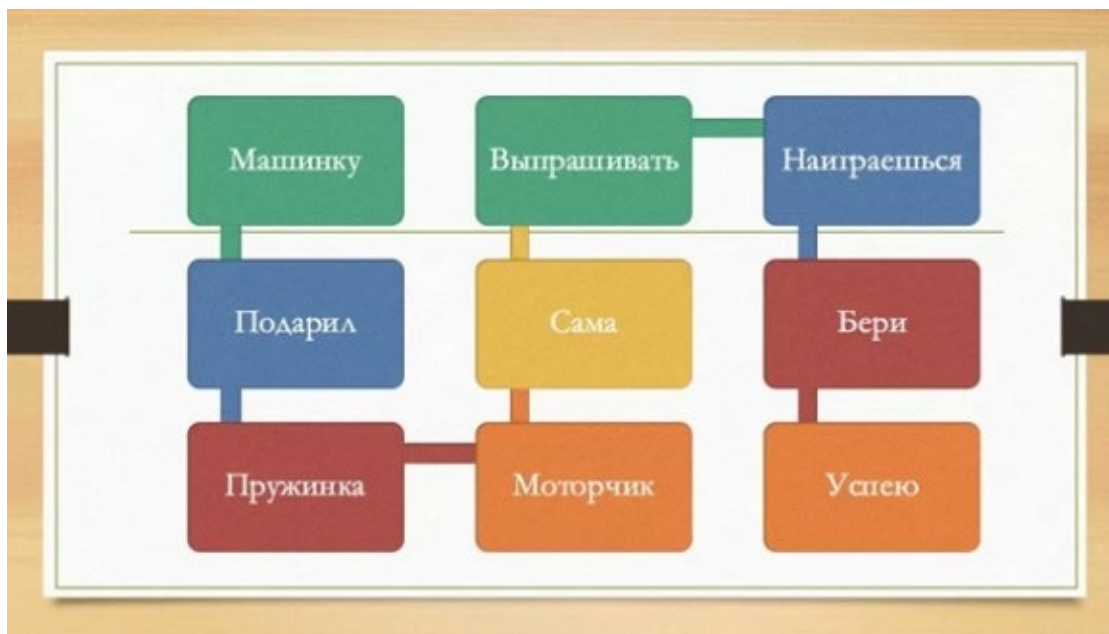 Машинку
Подарил
Пружинка
Моторчик
Сама
Выпрашивать
Наиграешься
Бери
Успею